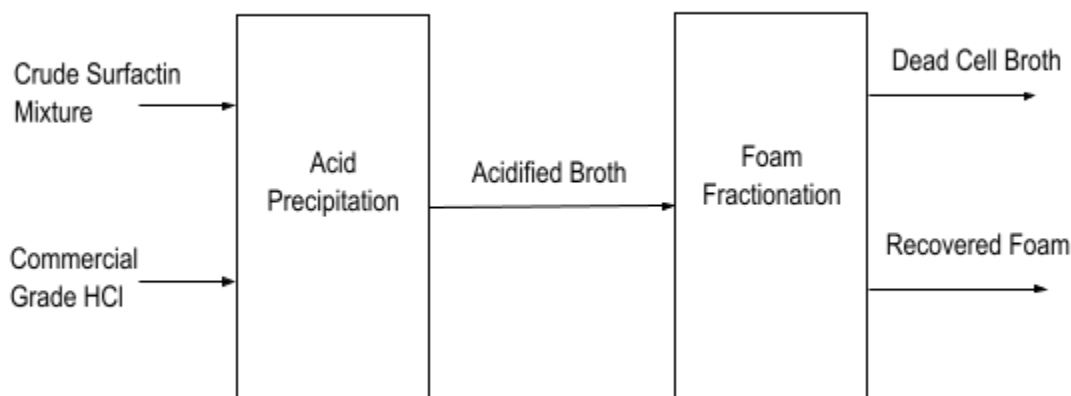 Crude Surfactin
Mixture
Commercial
Grade HCl
Acid
Precipitation
Acidified Broth
Foam
Fractionation
Dead Cell Broth
Recovered Foam